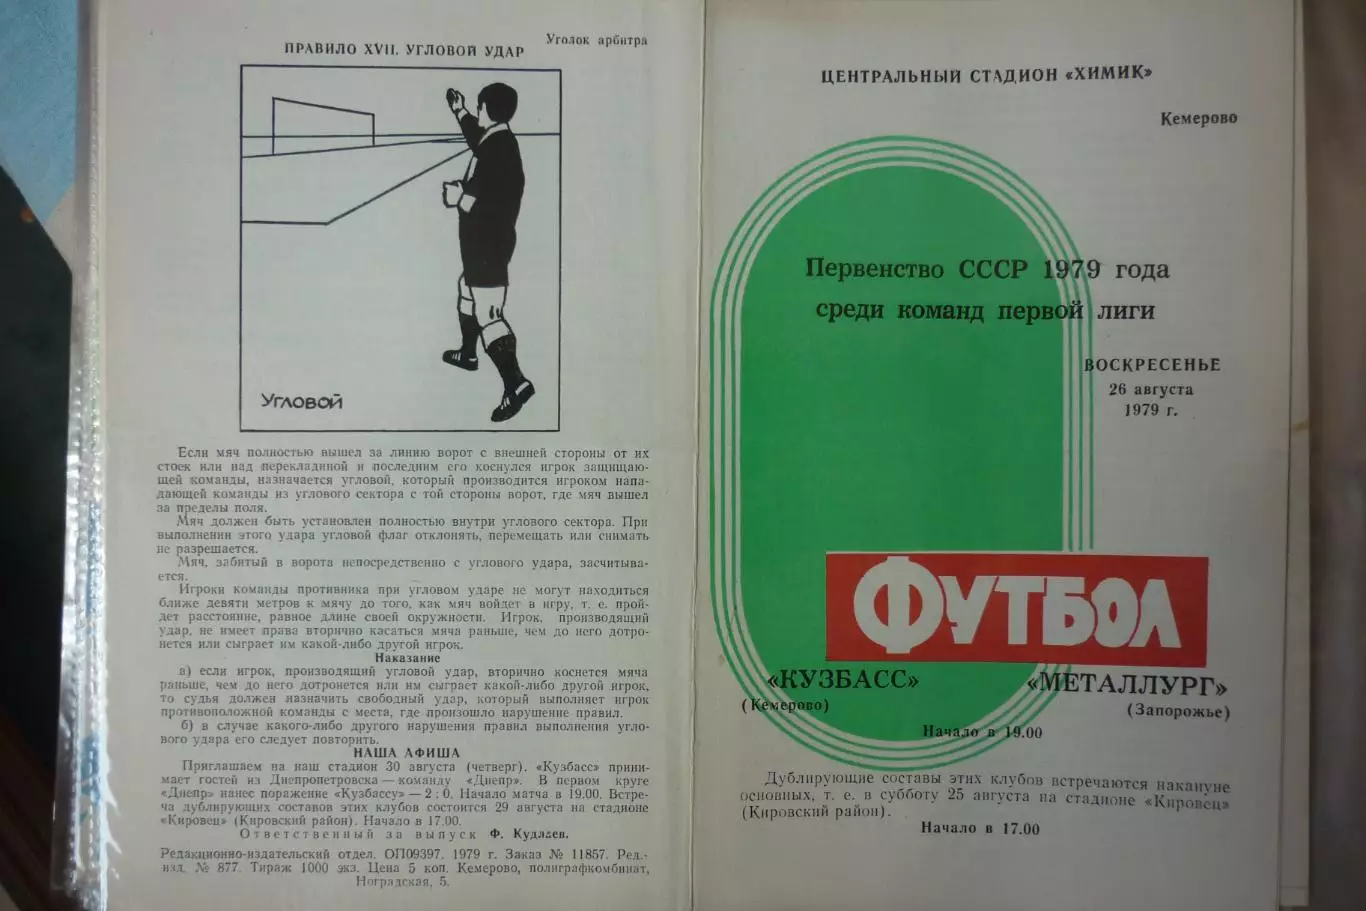 Уголок арбитра
ПРАВИЛО XVII. УГЛОВОЙ УДАР
Угловой
Если мяч полностью вышел за линию ворот с внешней стороны от их
стоек или над перекладиной и последним его коснулся игрок защищаю-
щей команды, назначается угловой, который производится игроком напа-
дающей команды из углового сектора с той стороны ворот, где мяч вышел
за пределы поля.
Мяч должен быть установлен полностью внутри углового сектора. При
выполнении этого удара угловой флаг отклонять, перемещать или снимать
не разрешается.
Мяч, забитый в ворота непосредственно с углового удара, засчитыва-
ется.
Игроки команды противника при угловом ударе не могут находиться
ближе девяти метров к мячу до того, как мяч войдет в игру, т. е. прой-
дет расстояние, равное длине своей окружности. Игрок, производящий
удар, не имеет права вторично касаться мяча раньше, чем до него дотро-
нется или сыграет им какой-либо другой игрок.
Наказание
а) если игрок, производящий угловой удар, вторично коснется мяча
раньше, чем до него дотронется или им сыграет какой-либо другой игрок,
то судья должен назначить свободный удар, который выполняет игрок
противоположной команды с места, где произошло нарушение правил.
б) в случае какого-либо другого нарушения правил выполнения угло-
вого удара его следует повторить.
НАША АФИША
Приглашаем на наш стадион 30 августа (четверг). «Кузбасс» прини-
мает гостей из Днепропетровска — команду «Днепр». В первом круге
«Днепр» нанес поражение «Кузбассу» — 2:0. Начало матча в 19.00. Встре-
ча дублирующих составов этих клубов состоится 29 августа на стадионе
«Кировец» (Кировский район). Начало в 17.00.
Ответственный за выпуск Ф. Кудлаев.
Редакционно-издательский отдел. ОП09397. 1979 г. Заказ № 11857. Ред.-
изд. № 877. Тираж 1000 экз. Цена 5 коп. Кемерово, полиграфкомбинат,
Ноградская, 5.
ЦЕНТРАЛЬНЫЙ СТАДИОН «ХИМИК»
Кемерово
Первенство СССР 1979 года
среди команд первой лиги
ВОСКРЕСЕНЬЕ
26 августа
1979 г.
ФУТБОЛ
«КУЗБАСС» «МЕТАЛЛУРГ»
(Кемерово) (Запорожье)
Начало в 19.00
Дублирующие составы этих клубов встречаются накануне
основных, т. е. в субботу 25 августа на стадионе «Кировец»
(Кировский район).
Начало в 17.00